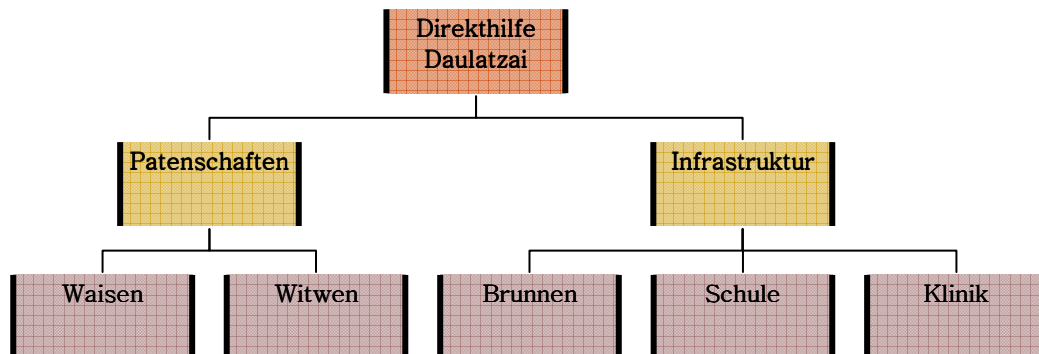 Direkthilfe
Daulatzai
Patenschaften
Infrastruktur
Waisen
Witwen
Brunnen
Schule
Klinik